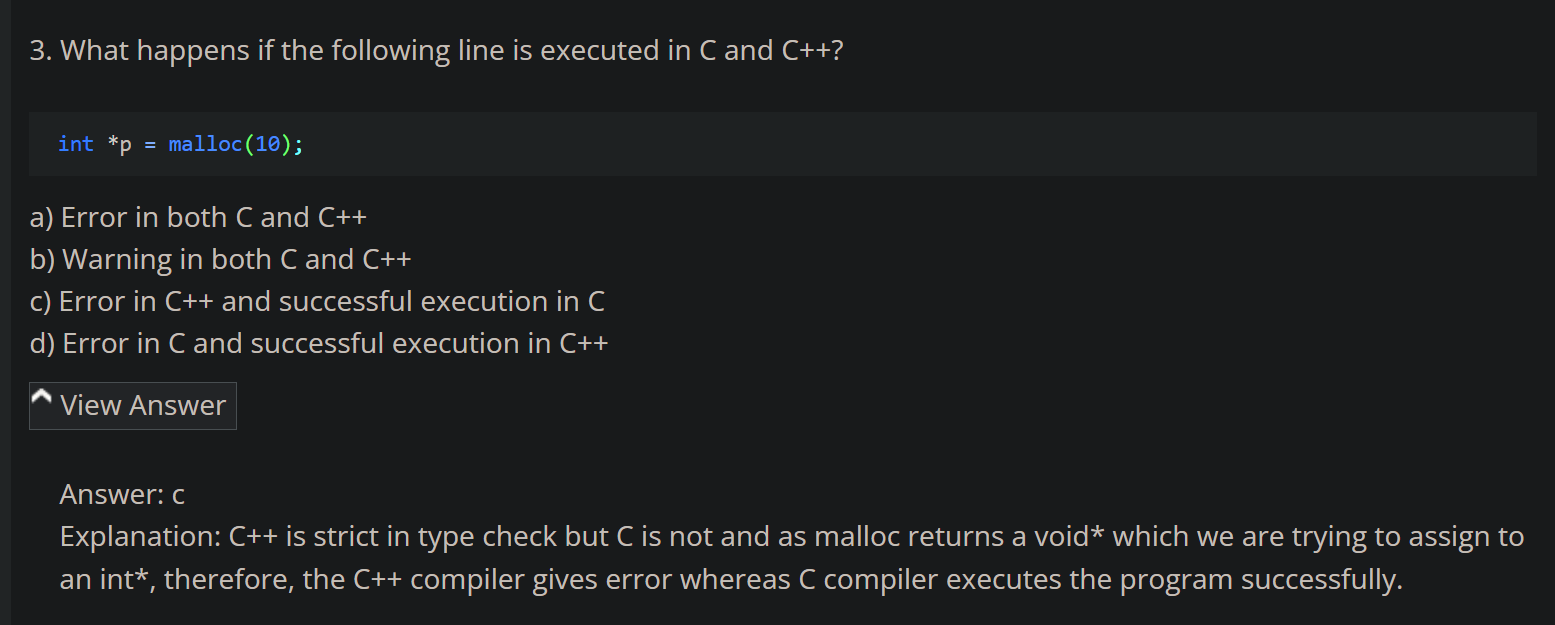 3. What happens if the following line is executed in C and C++?
int *p = malloc(10);
a) Error in both C and C++
b) Warning in both C and C++
c) Error in C++ and successful execution in C
d) Error in C and successful execution in C++
View Answer
Answer: c
Explanation: C++ is strict in type check but C is not and as malloc returns a void* which we are trying to assign to
an int*, therefore, the C++ compiler gives error whereas C compiler executes the program successfully.